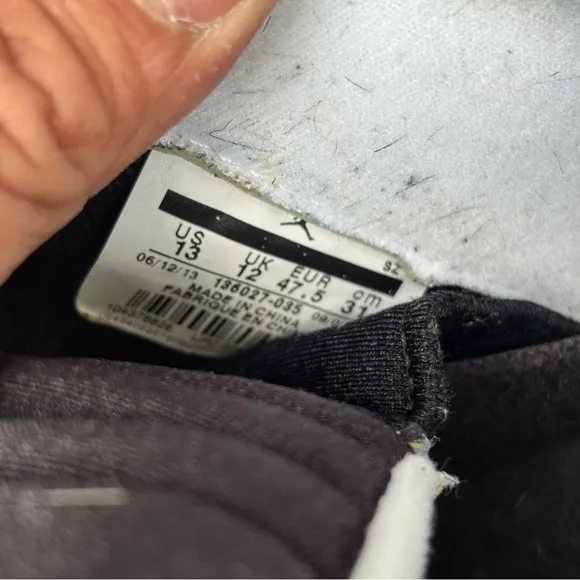 SZ
US UK EUR cm
13 12 47.5 31
06/12/13 136027-035
MADE IN CHINA
FABRIQUE EN